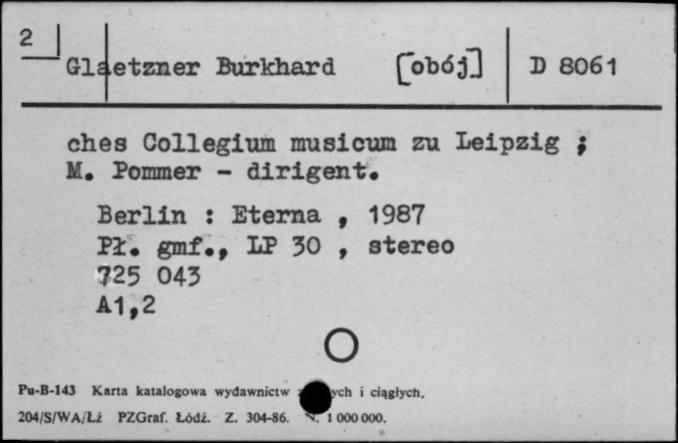 2
Glaetzner Burkhard [obój] D 8061
ches Collegium musicum zu Leipzig ;
M. Pommer - dirigent.
Berlin : Eterna , 1987
Pł. gmf., LP 30 , stereo
725 043
A1,2
Pu-B-143 Karta katalogowa wydawnictw ych i ciągłych.
204/S/WA/Łź PZGraf. Łódź. Z. 304-86. N. 1 000 000.